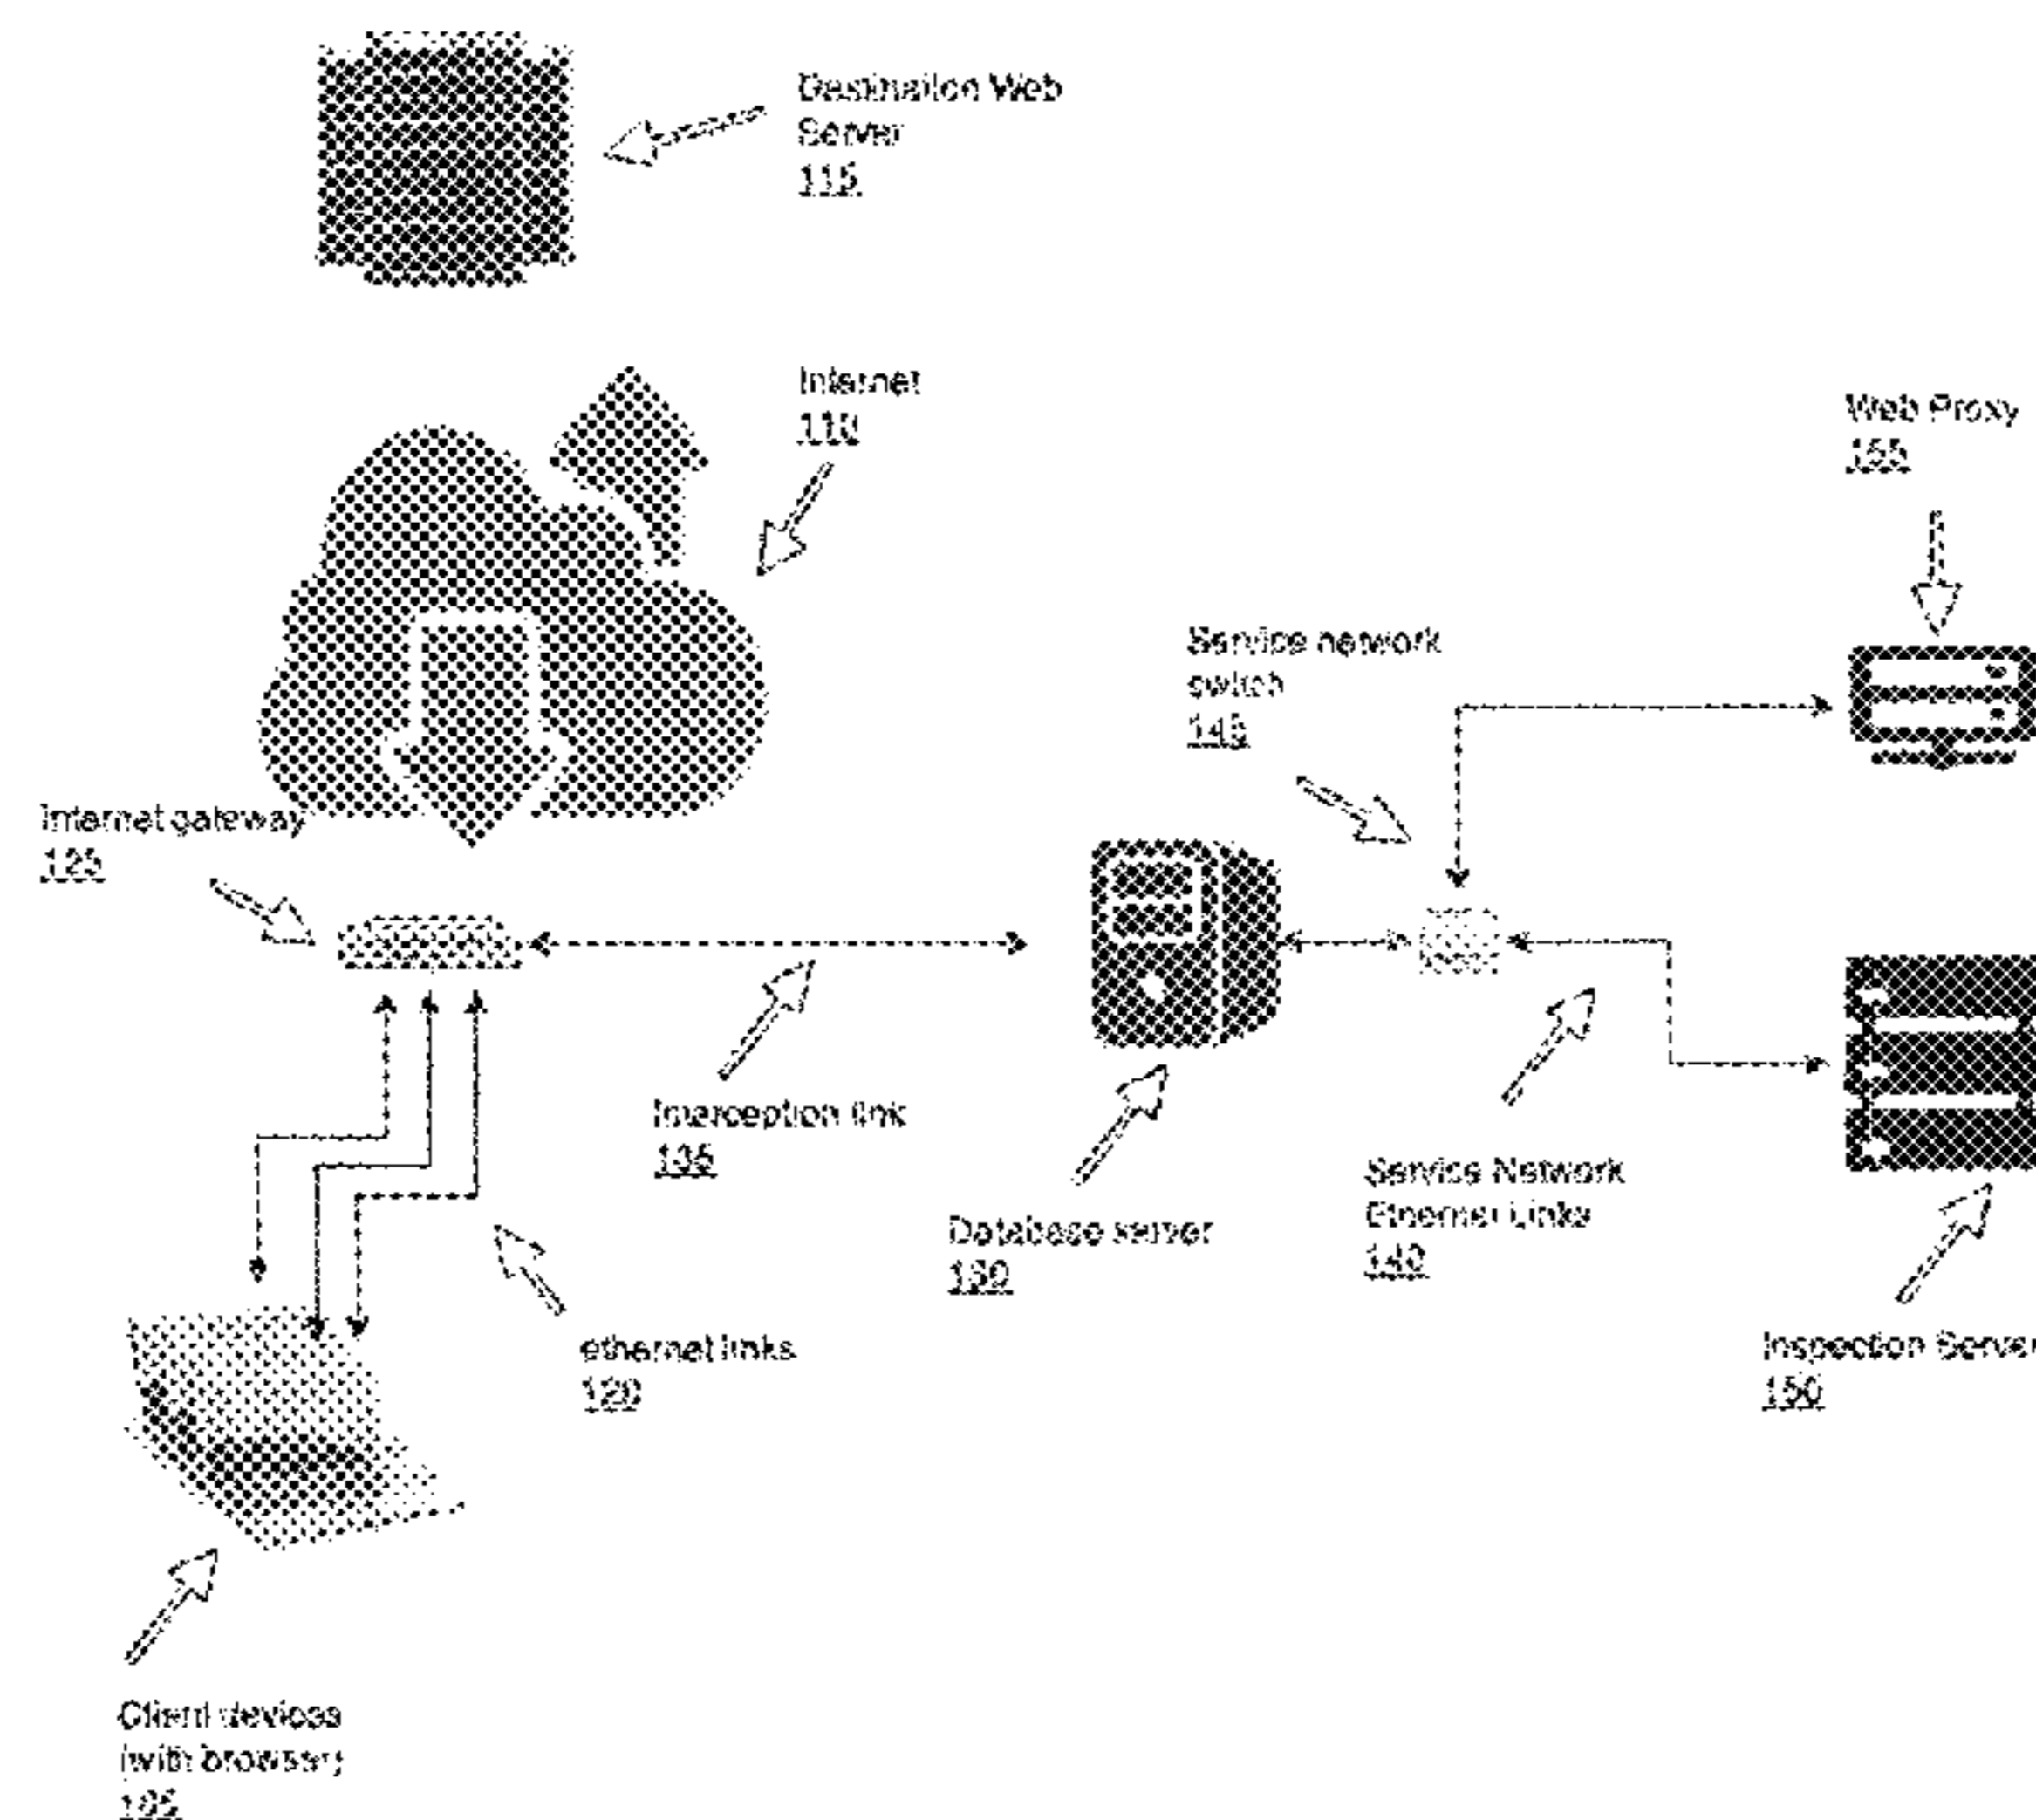 Destination Web
Server
115
Internet
110
Web Proxy
155
Service network
switch
145
Internet gateway
125
Interception link
135
Service Network
Ethernet Links
140
Database server
130
Inspection Server
150
ethernet links
120
Client devices
(with browser)
105